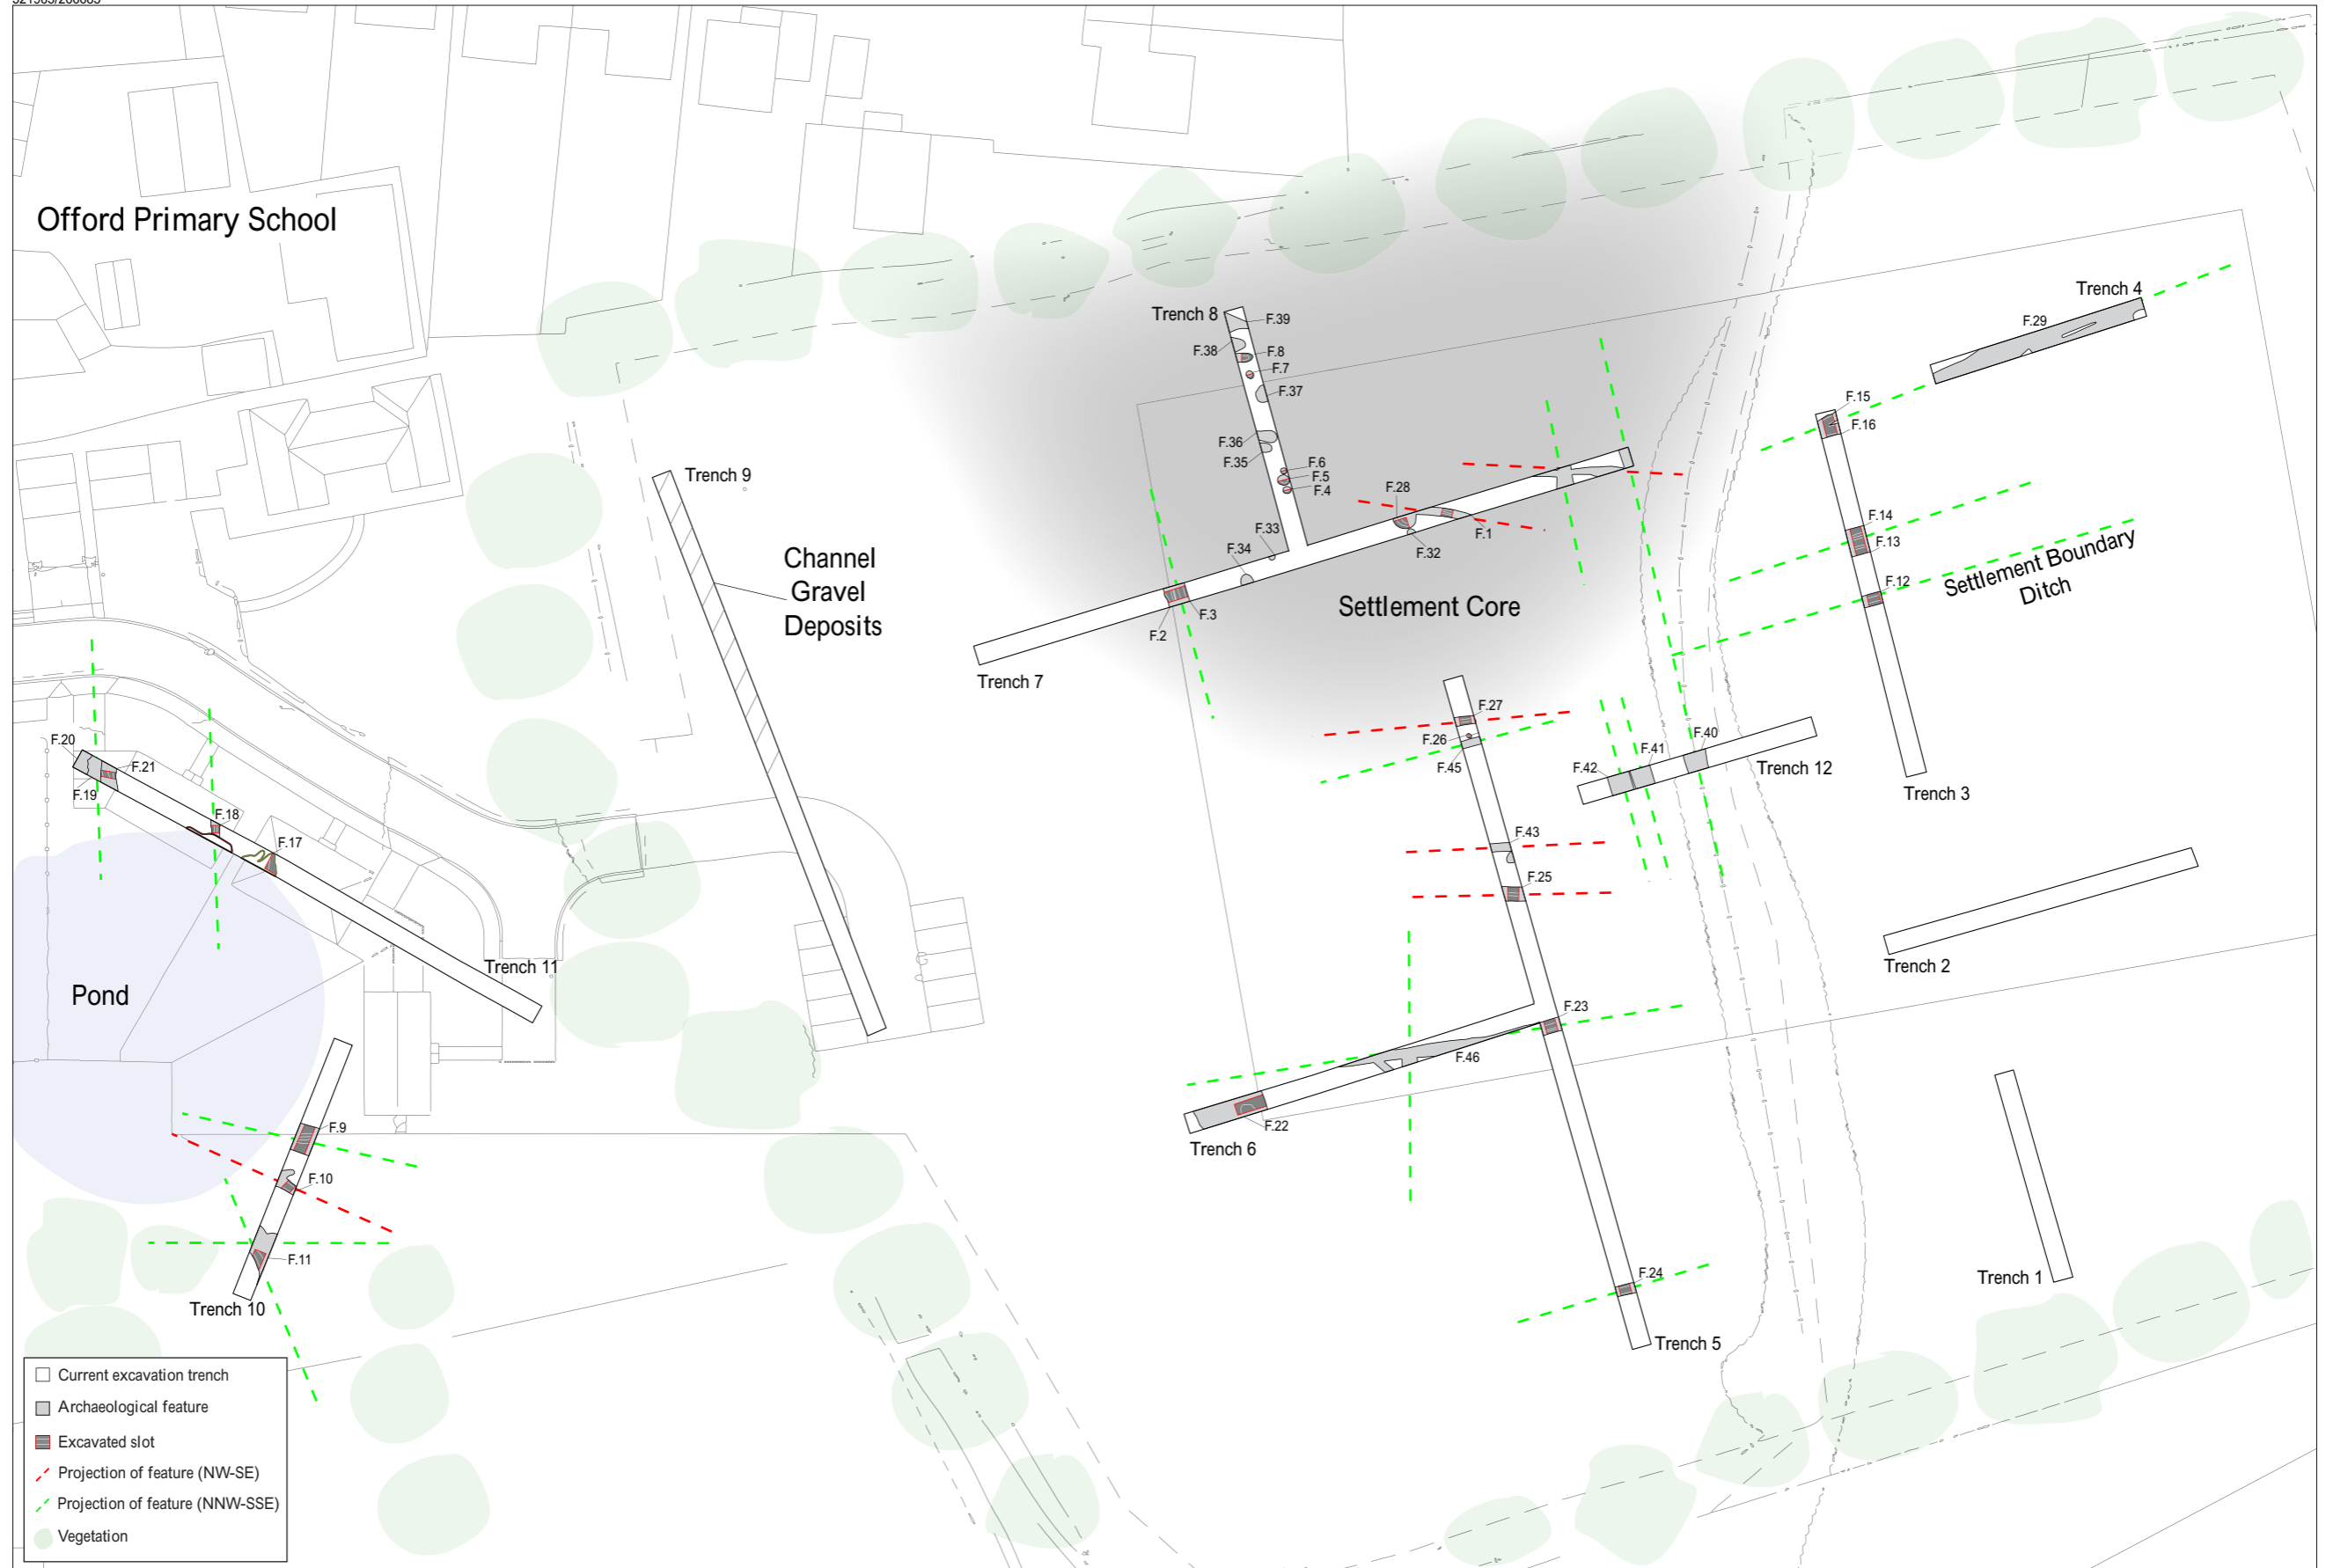 Offord Primary School
Trench 4
F.29
Trench 8
F.39
F.38
F.8
F.7
F.37
F.36
F.35
F.6
F.5
F.4
F.15
F.16
F.14
F.13
F.12
Settlement Boundary
Ditch
Trench 9
Channel
Gravel
Deposits
F.28
F.1
F.32
F.33
F.34
F.3
F.2
Settlement Core
Trench 7
F.27
F.26
F.45
F.40
F.41
F.42
Trench 12
Trench 3
F.20
F.21
F.19
F.18
F.17
F.43
F.25
Trench 11
Pond
Trench 2
F.23
F.46
F.22
Trench 6
F.9
F.10
F.11
Trench 10
F.24
Trench 5
Trench 1
Current excavation trench
Archaeological feature
Excavated slot
Projection of feature (NW-SE)
Projection of feature (NNW-SSE)
Vegetation